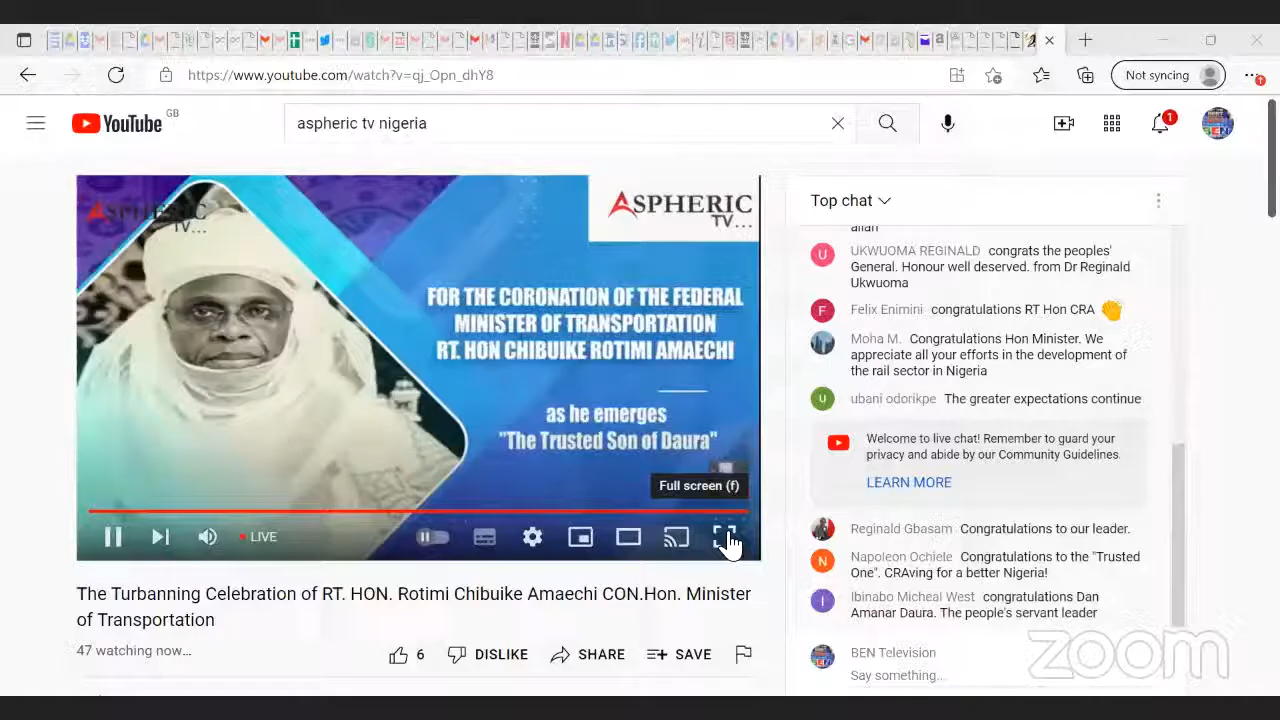 https://www.youtube.com/watch?v=qj_Opn_dhY8
Not syncing
YouTube GB
aspheric tv nigeria
1
ASPHERIC
TV...
ASPHERIC
TV...
FOR THE CORONATION OF THE FEDERAL
MINISTER OF TRANSPORTATION
RT. HON CHIBUIKE ROTIMI AMAECHI
as he emerges
"The Trusted Son of Daura"
Full screen (f)
LIVE
The Turbanning Celebration of RT. HON. Rotimi Chibuike Amaechi CON.Hon. Minister
of Transportation
47 watching now...
6
DISLIKE
SHARE
SAVE
Top chat
allah
U
UKWUOMA REGINALD congrats the peoples'
General. Honour well deserved. from Dr Reginald
Ukwuoma
F
Felix Enimini congratulations RT Hon CRA
Moha M. Congratulations Hon Minister. We
appreciate all your efforts in the development of
the rail sector in Nigeria
U
ubani odorikpe The greater expectations continue
Welcome to live chat! Remember to guard your
privacy and abide by our Community Guidelines.
LEARN MORE
Reginald Gbasam Congratulations to our leader.
N
Napoleon Ochiele Congratulations to the "Trusted
One". CRAving for a better Nigeria!
I
Ibinabo Micheal West congratulations Dan
Amanar Daura. The people's servant leader
BEN Television
Say something...
zoom